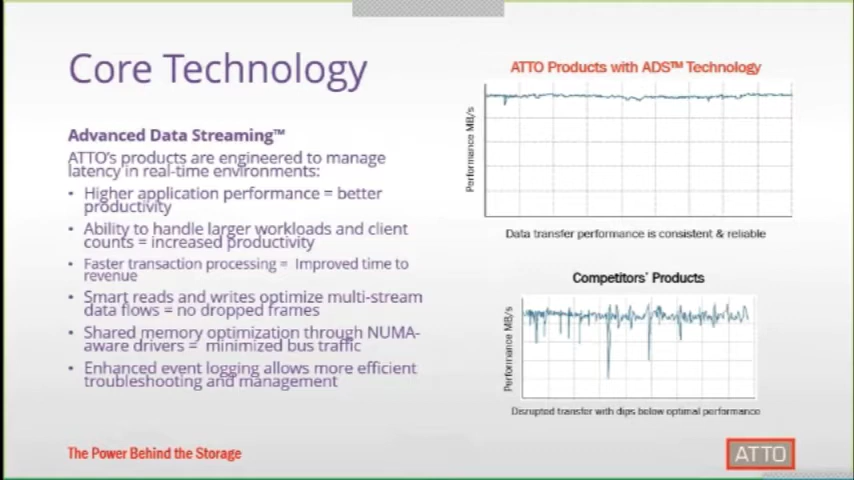 Core Technology
Advanced Data Streaming™
ATTO's products are engineered to manage
latency in real-time environments:
• Higher application performance = better
productivity
• Ability to handle larger workloads and client
counts = increased productivity
• Faster transaction processing = Improved time to
revenue
• Smart reads and writes optimize multi-stream
data flows = no dropped frames
• Shared memory optimization through NUMA-
aware drivers = minimized bus traffic
• Enhanced event logging allows more efficient
troubleshooting and management
ATTO Products with ADS™ Technology
Performance MB/s
Data transfer performance is consistent & reliable
Competitors' Products
Performance MB/s
Disrupted transfer with dips below optimal performance
The Power Behind the Storage
ATTO